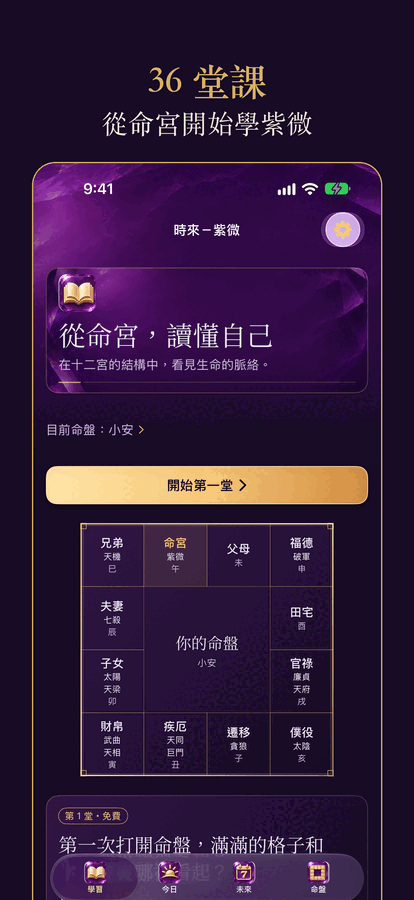 36 堂課
從命宮開始學紫微
9:41
時來－紫微
從命宮，讀懂自己
在十二宮的結構中，看見生命的脈絡。
目前命盤：小安
開始第一堂
兄弟
天機
巳
命宮
紫微
午
父母
未
福德
破軍
申
夫妻
七殺
辰
你的命盤
小安
田宅
酉
子女
太陽
天梁
卯
官祿
廉貞
天府
戌
財帛
武曲
天相
寅
疾厄
天同
巨門
丑
遷移
貪狼
子
僕役
太陰
亥
第 1 堂・免費
第一次打開命盤，滿滿的格子和
看起？
學習
今日
7
未來
命盤